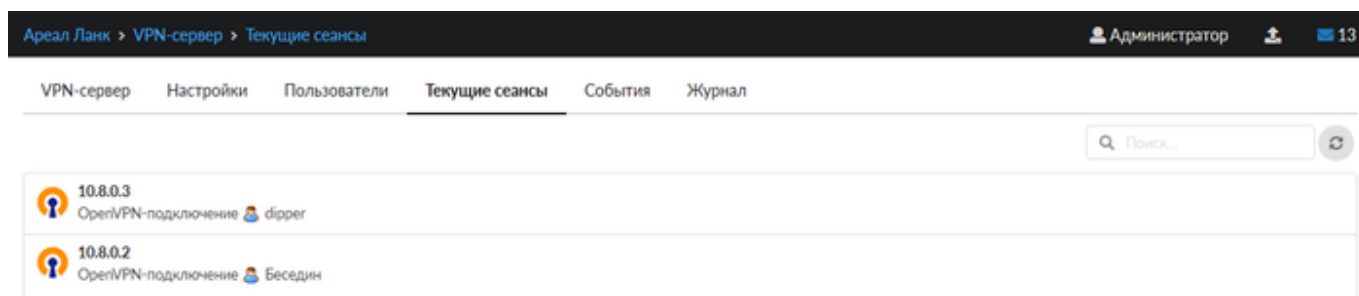 Ареал Ланк > VPN-сервер > Текущие сеансы Администратор 13
VPN-сервер Настройки Пользователи Текущие сеансы События Журнал
Поиск...
10.8.0.3
OpenVPN-подключение dipper
10.8.0.2
OpenVPN-подключение Беседин